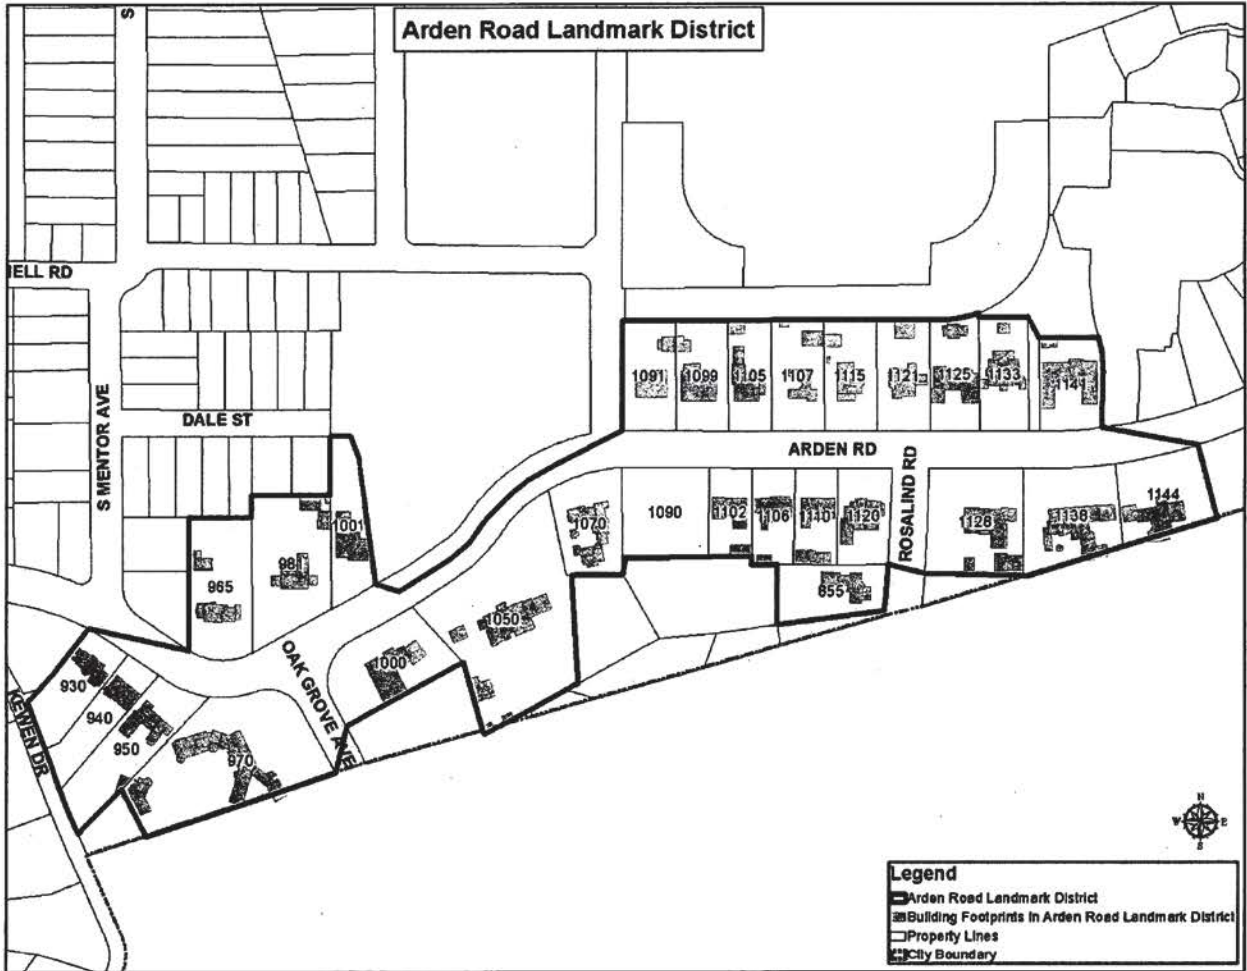 S
Arden Road Landmark District
S MENTOR AVE
DALE ST
1091
1099
1105
1107
1115
1121
1125
1133
1141
ARDEN RD
ROSALIND RD
1001
981
965
1070
1090
1102
1106
1110
1120
1128
1138
1144
855
1050
1000
OAK GROVE AVE
930
940
950
970
KEWEN DR
N
W
E
S
Legend
Arden Road Landmark District
Building Footprints in Arden Road Landmark District
Property Lines
City Boundary